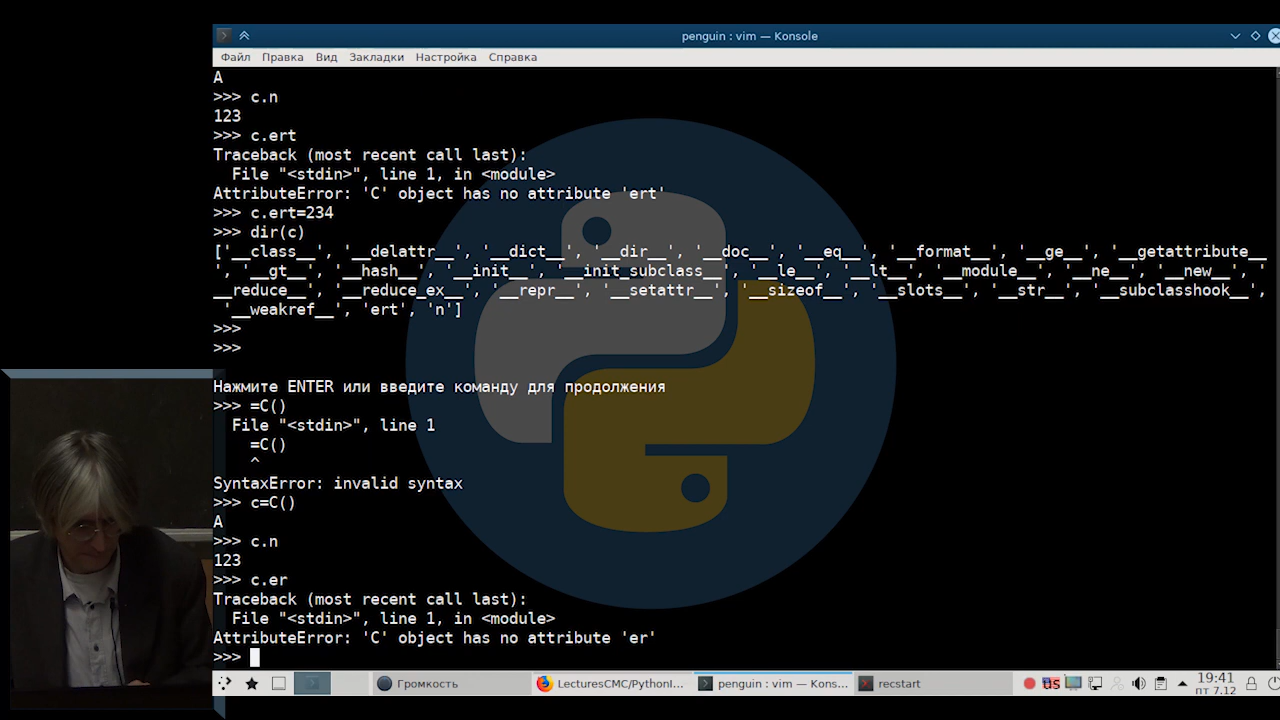 penguin : vim — Konsole
Файл Правка Вид Закладки Настройка Справка
A
>>> c.n
123
>>> c.ert
Traceback (most recent call last):
  File "<stdin>", line 1, in <module>
AttributeError: 'C' object has no attribute 'ert'
>>> c.ert=234
>>> dir(c)
['__class__', '__delattr__', '__dict__', '__dir__', '__doc__', '__eq__', '__format__', '__ge__', '__getattribute__
', '__gt__', '__hash__', '__init__', '__init_subclass__', '__le__', '__lt__', '__module__', '__ne__', '__new__', '
__reduce__', '__reduce_ex__', '__repr__', '__setattr__', '__sizeof__', '__slots__', '__str__', '__subclasshook__',
 '__weakref__', 'ert', 'n']
>>>
>>>
Нажмите ENTER или введите команду для продолжения
>>> =C()
  File "<stdin>", line 1
    =C()
    ^
SyntaxError: invalid syntax
>>> c=C()
A
>>> c.n
123
>>> c.er
Traceback (most recent call last):
  File "<stdin>", line 1, in <module>
AttributeError: 'C' object has no attribute 'er'
>>>
Громкость LecturesCMC/PythonI... penguin : vim — Kons... recstart us 19:41
пт 7.12